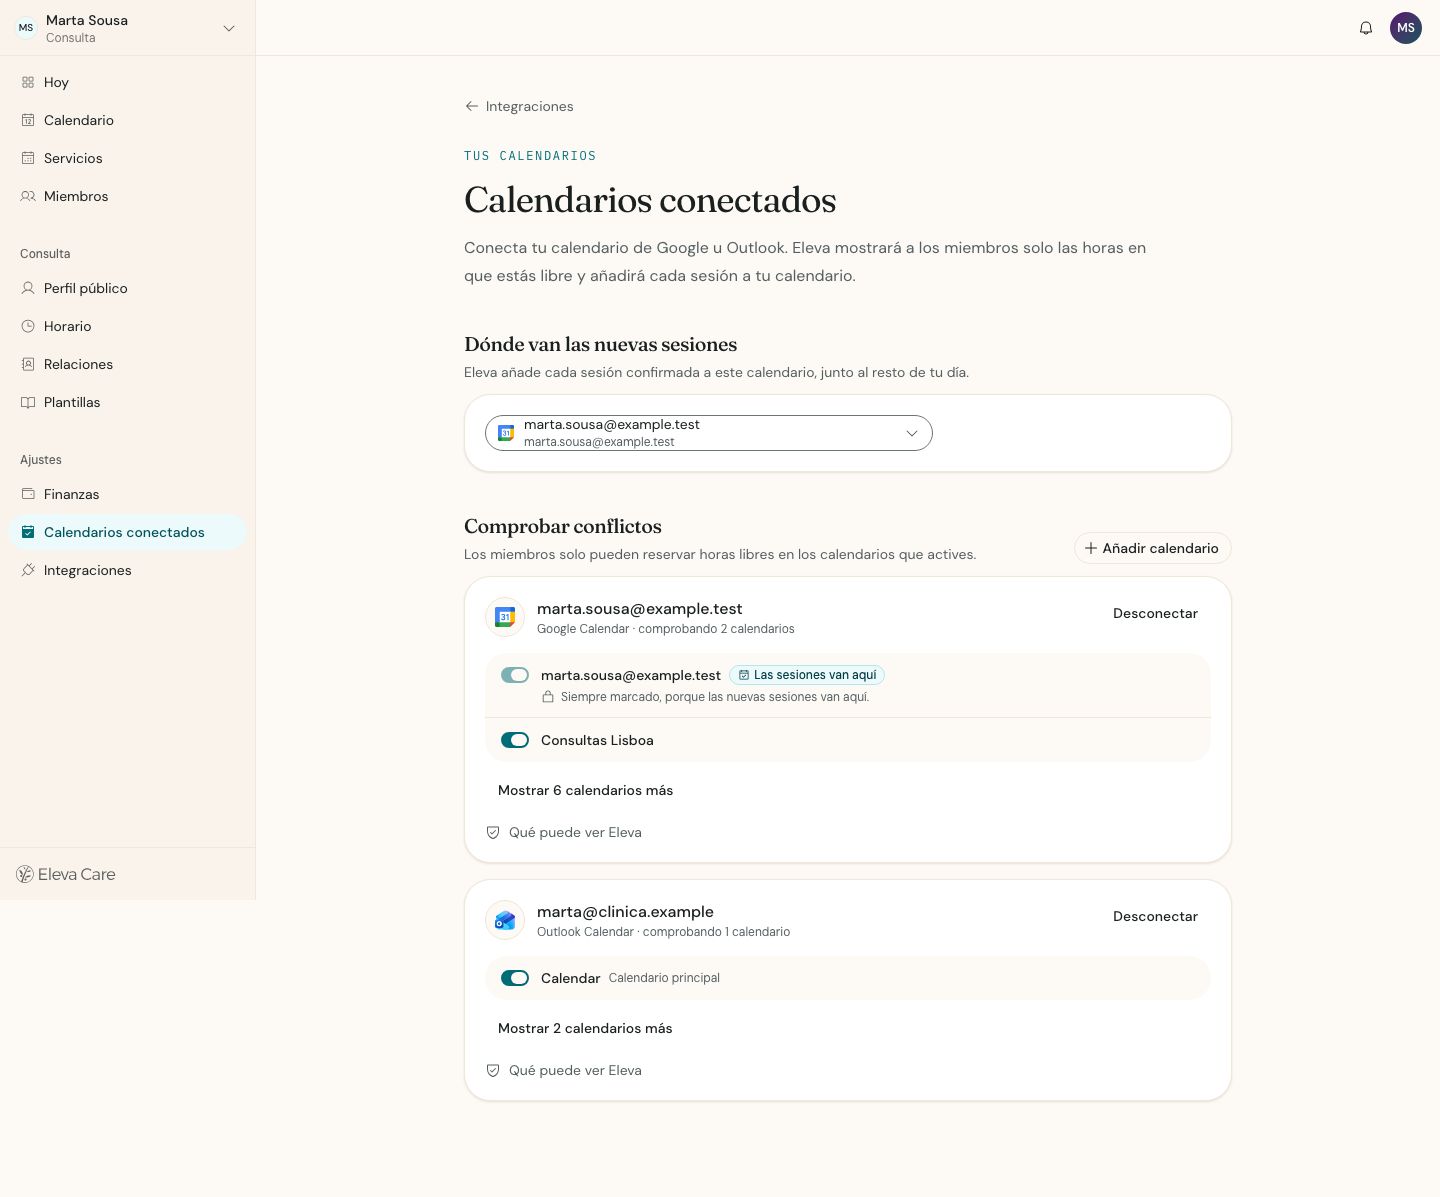 MS
Marta Sousa
Consulta
Hoy
Calendario
Servicios
Miembros
Consulta
Perfil público
Horario
Relaciones
Plantillas
Ajustes
Finanzas
Calendarios conectados
Integraciones
Eleva Care
MS
Integraciones
TUS CALENDARIOS
Calendarios conectados
Conecta tu calendario de Google u Outlook. Eleva mostrará a los miembros solo las horas en
que estás libre y añadirá cada sesión a tu calendario.
Dónde van las nuevas sesiones
Eleva añade cada sesión confirmada a este calendario, junto al resto de tu día.
31
marta.sousa@example.test
marta.sousa@example.test
Comprobar conflictos
Los miembros solo pueden reservar horas libres en los calendarios que actives.
Añadir calendario
31
marta.sousa@example.test
Google Calendar · comprobando 2 calendarios
Desconectar
marta.sousa@example.test
Las sesiones van aquí
Siempre marcado, porque las nuevas sesiones van aquí.
Consultas Lisboa
Mostrar 6 calendarios más
Qué puede ver Eleva
marta@clinica.example
Outlook Calendar · comprobando 1 calendario
Desconectar
Calendar Calendario principal
Mostrar 2 calendarios más
Qué puede ver Eleva